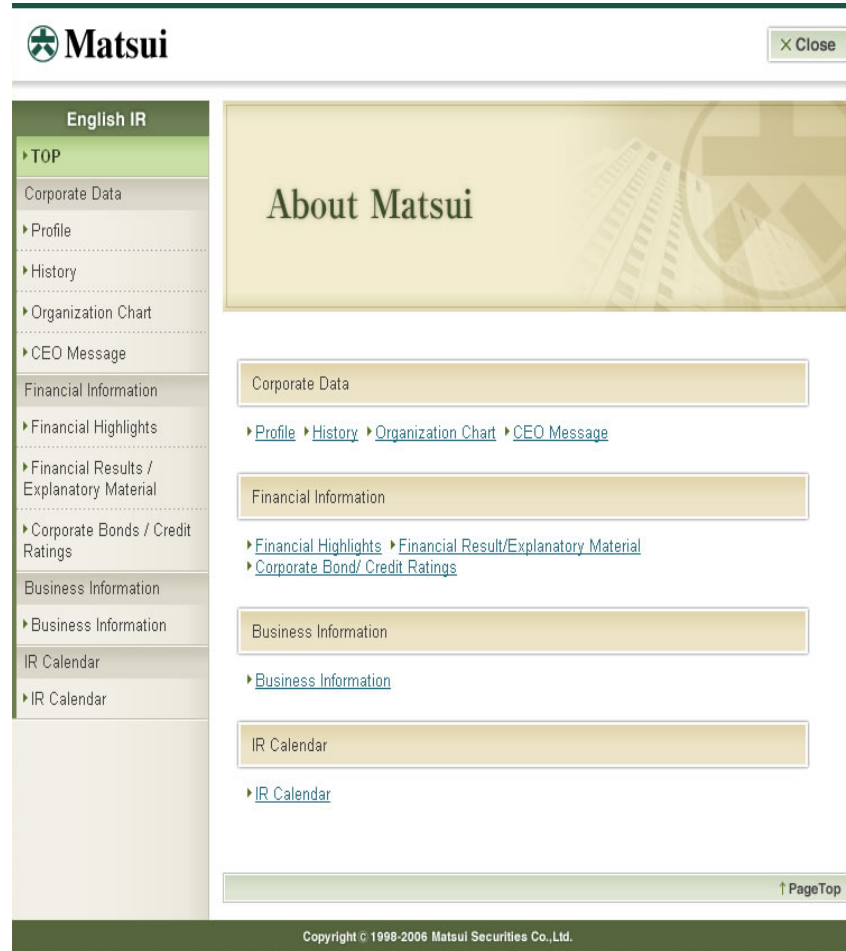 Matsui
Close
English IR
TOP
Corporate Data
Profile
History
Organization Chart
CEO Message
Financial Information
Financial Highlights
Financial Results /
Explanatory Material
Corporate Bonds / Credit
Ratings
Business Information
Business Information
IR Calendar
IR Calendar
About Matsui
Corporate Data
Profile History Organization Chart CEO Message
Financial Information
Financial Highlights Financial Result/Explanatory Material
Corporate Bond/ Credit Ratings
Business Information
Business Information
IR Calendar
IR Calendar
↑PageTop
Copyright © 1998-2006 Matsui Securities Co.,Ltd.